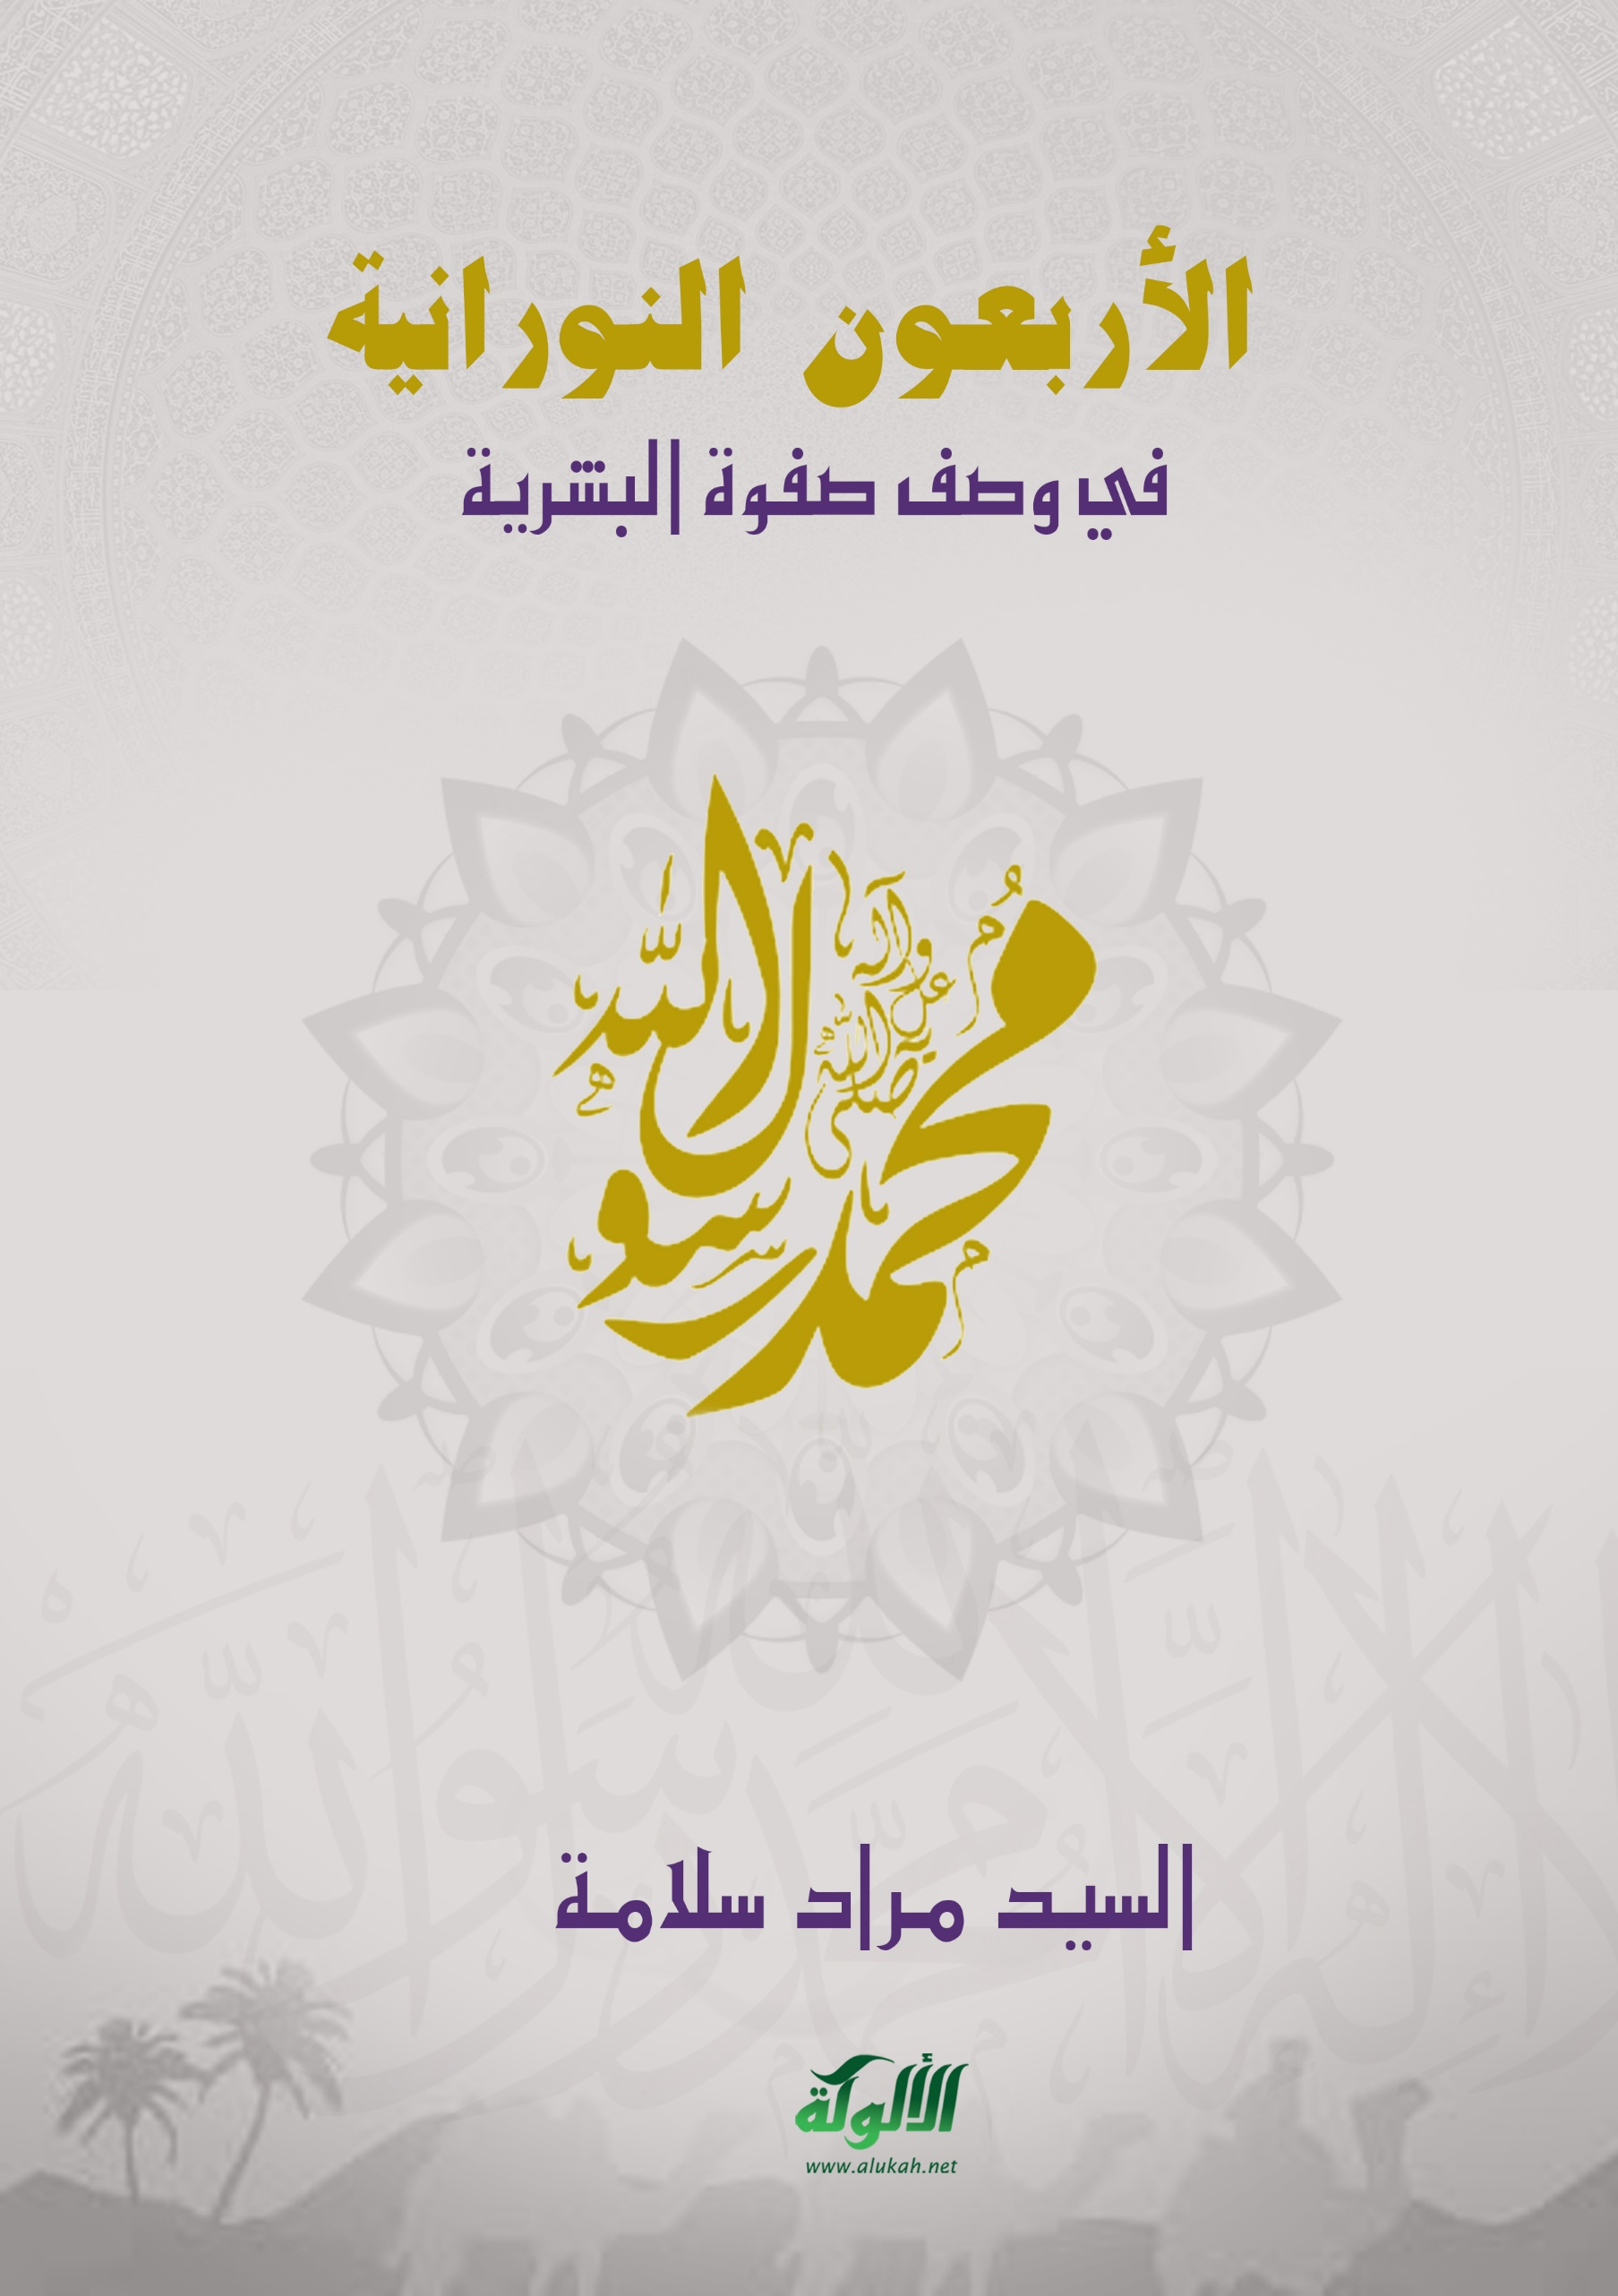 الأربعون النورانية
في وصف صفوة البشرية
محمد رسول الله
صلى الله عليه وآله
السيد مراد سلامة
الألوكة
www.alukah.net